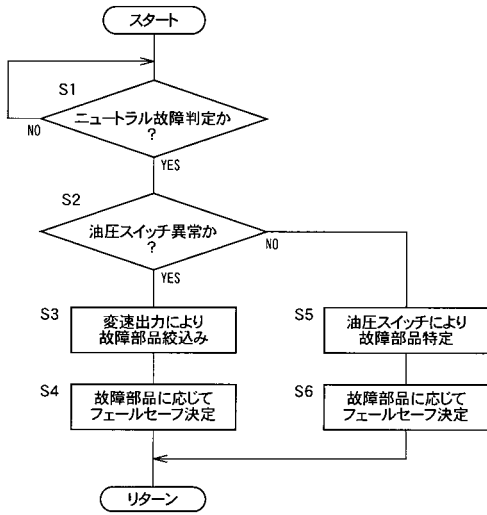 スタート
S1
ニュートラル故障判定か
?
NO
YES
S2
油圧スイッチ異常か
?
NO
YES
S3
変速出力により
故障部品絞込み
S5
油圧スイッチにより
故障部品特定
S4
故障部品に応じて
フェールセーフ決定
S6
故障部品に応じて
フェールセーフ決定
リターン